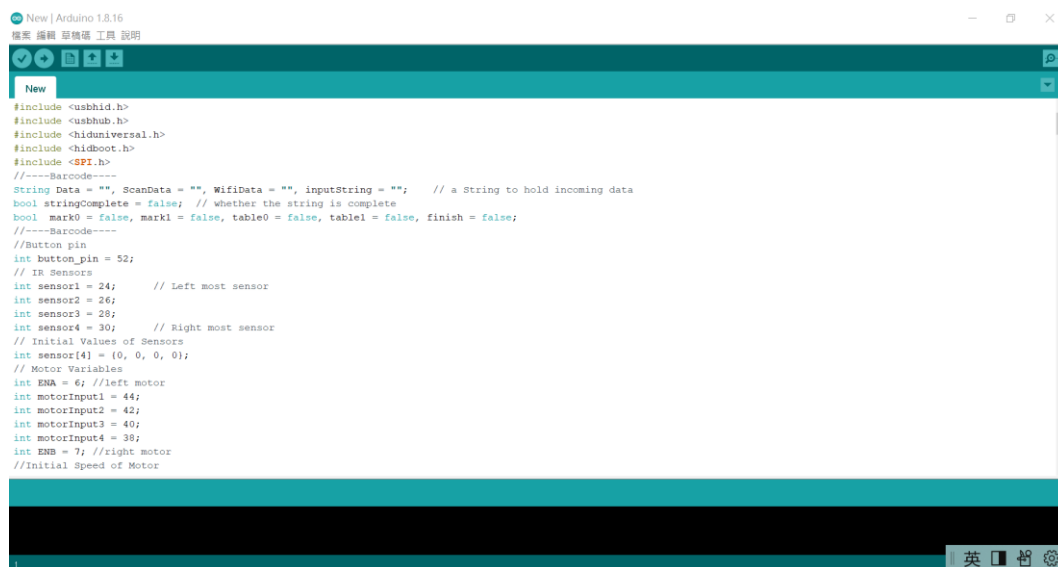 New | Arduino 1.8.16
檔案 編輯 草稿碼 工具 說明
New
#include <usbhid.h>
#include <usbhub.h>
#include <hiduniversal.h>
#include <hidboot.h>
#include <SPI.h>
//----Barcode----
String Data = "", ScanData = "", WifiData = "", inputString = "";    // a String to hold incoming data
bool stringComplete = false;  // whether the string is complete
bool  mark0 = false, mark1 = false, table0 = false, table1 = false, finish = false;
//----Barcode----
//Button pin
int button_pin = 52;
// IR Sensors
int sensor1 = 24;      // Left most sensor
int sensor2 = 26;
int sensor3 = 28;
int sensor4 = 30;      // Right most sensor
// Initial Values of Sensors
int sensor[4] = {0, 0, 0, 0};
// Motor Variables
int ENA = 6; //left motor
int motorInput1 = 44;
int motorInput2 = 42;
int motorInput3 = 40;
int motorInput4 = 38;
int ENB = 7; //right motor
//Initial Speed of Motor
1
英